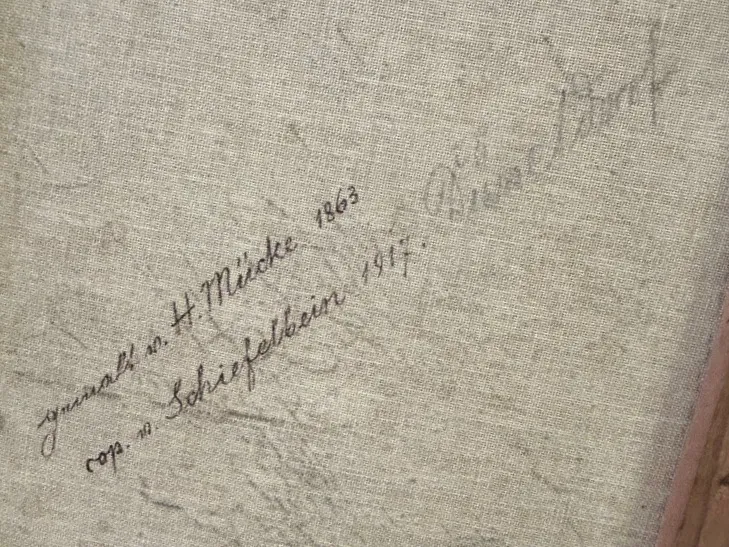 gemalt v. H. Mücke 1863
cop. v. Schiefelbein 1917.